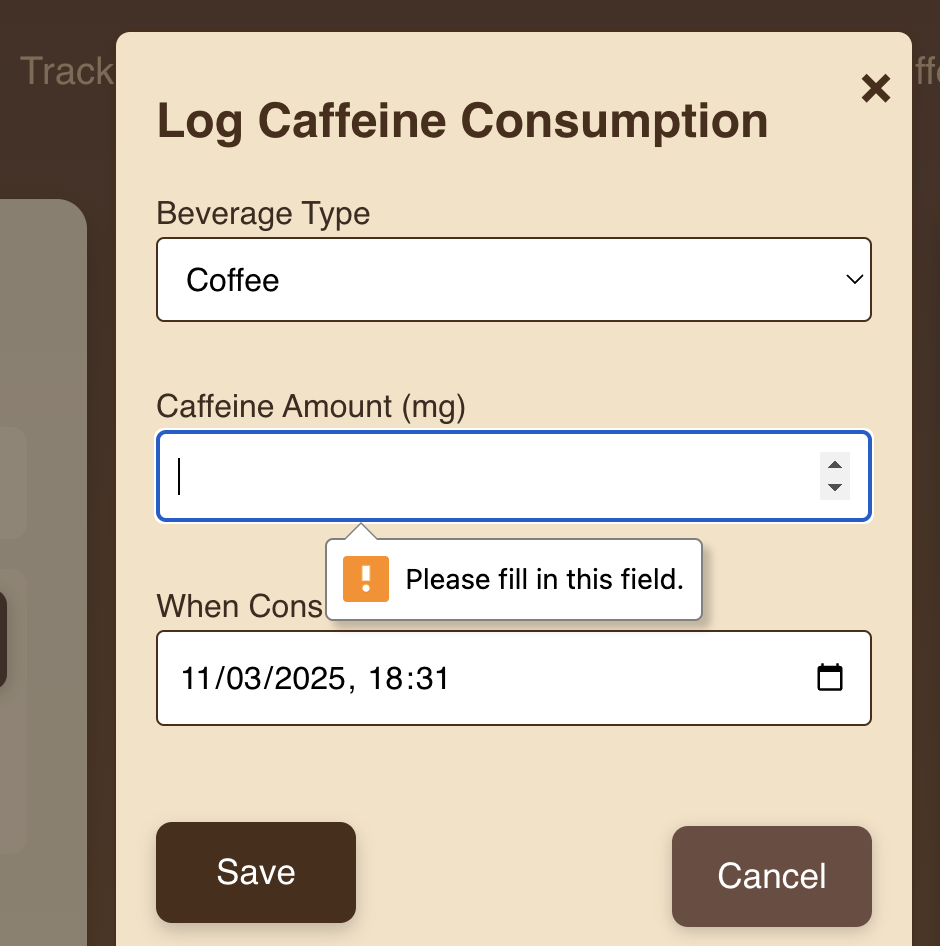 Track
Log Caffeine Consumption
Beverage Type
Coffee
Caffeine Amount (mg)
Please fill in this field.
When Cons
11/03/2025, 18:31
Save
Cancel